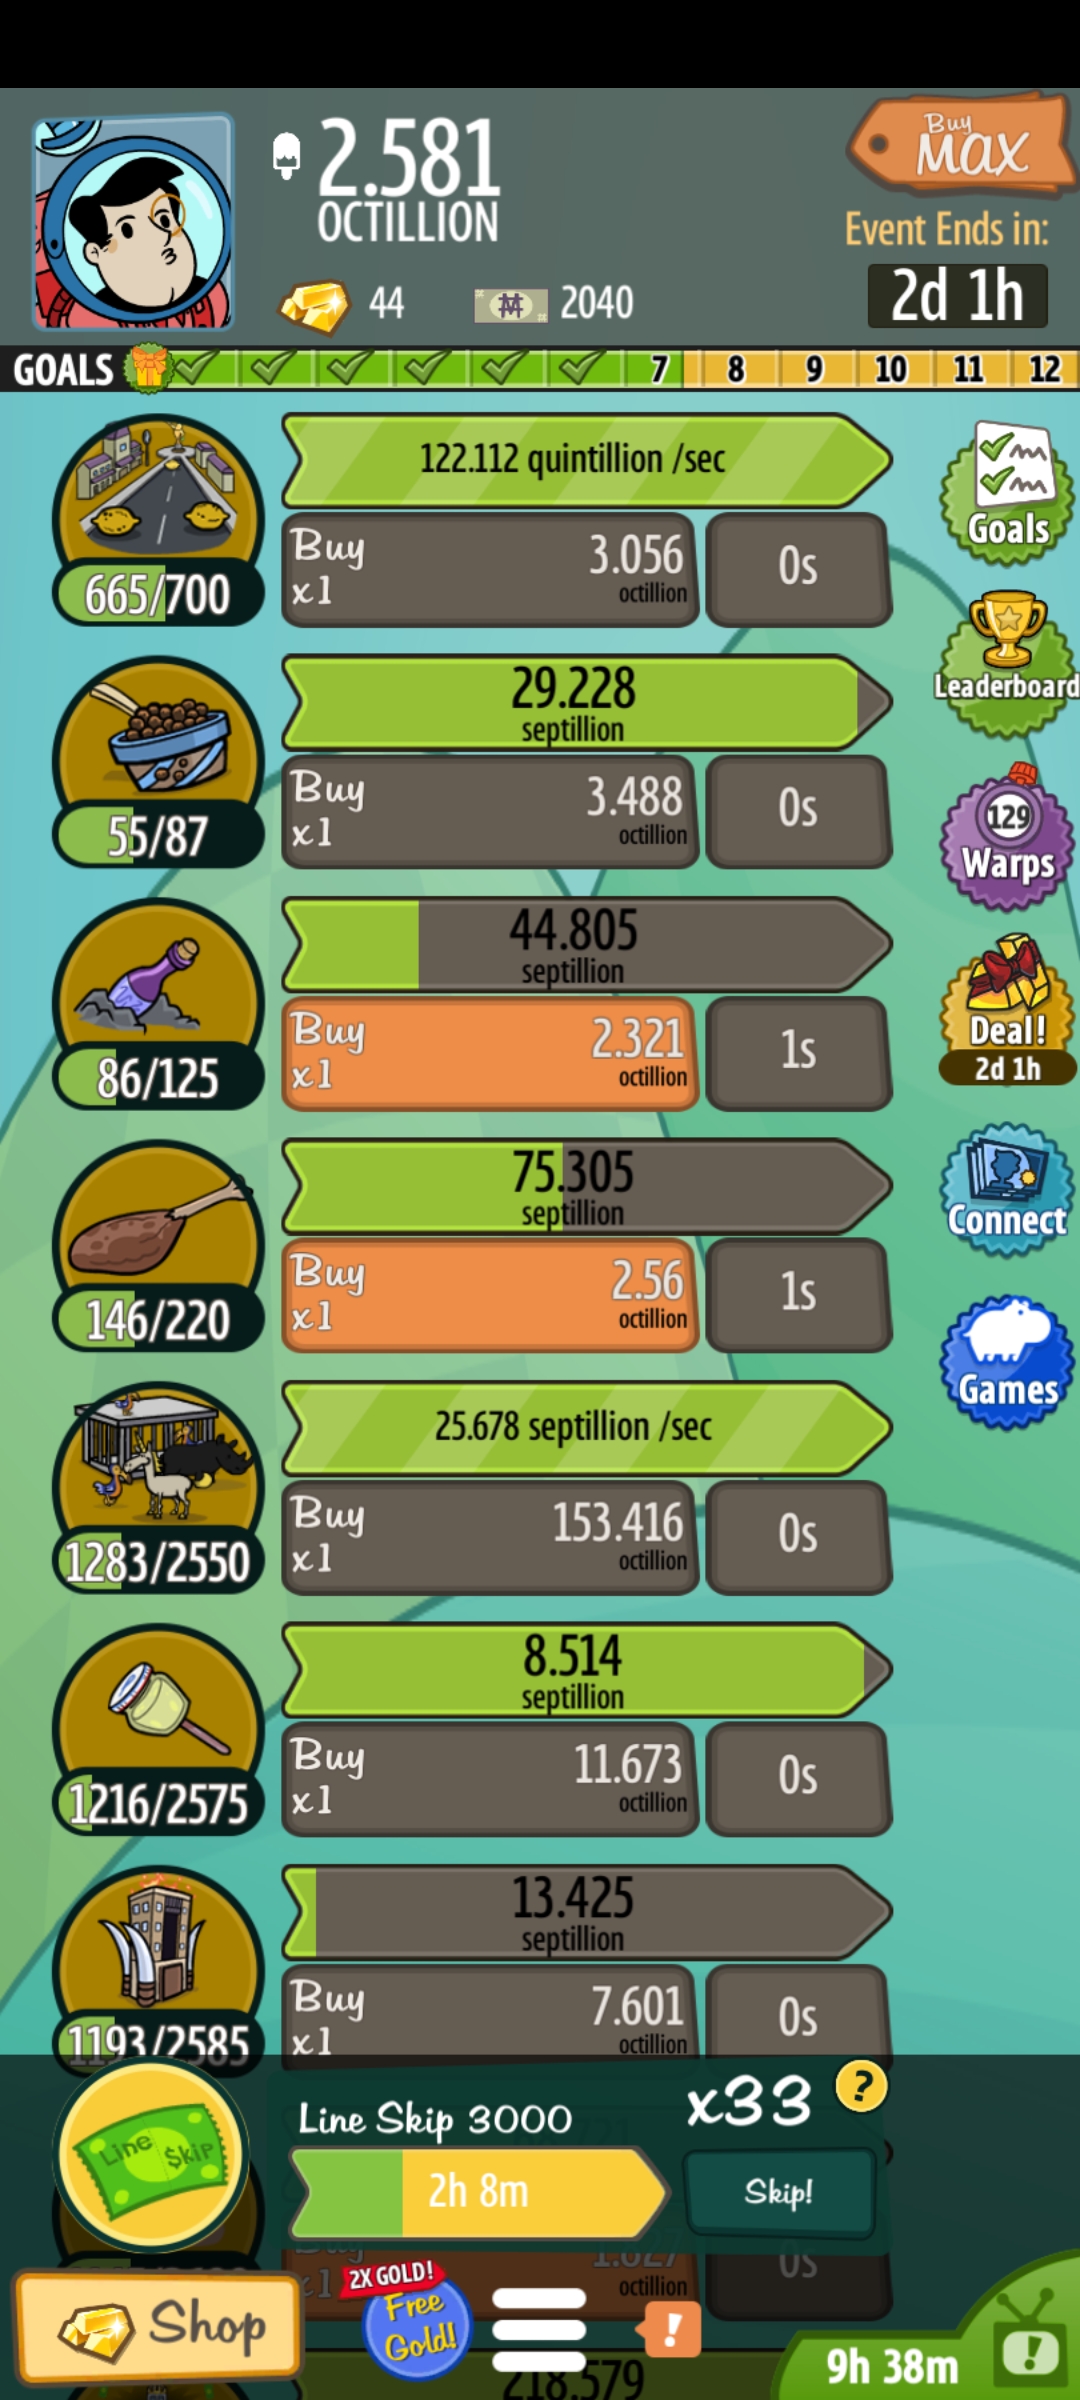 2.581
OCTILLION
Buy
MAX
Event Ends in:
2d 1h
44
2040
GOALS
7 8 9 10 11 12
122.112 quintillion /sec
Buy
x1
3.056
octillion
0s
665/700
Goals
29.228
septillion
Buy
x1
3.488
octillion
0s
55/87
Leaderboard
129
Warps
44.805
septillion
Buy
x1
2.321
octillion
1s
86/125
Deal!
2d 1h
75.305
septillion
Buy
x1
2.56
octillion
1s
146/220
Connect
Games
25.678 septillion /sec
Buy
x1
153.416
octillion
0s
1283/2550
8.514
septillion
Buy
x1
11.673
octillion
0s
1216/2575
13.425
septillion
Buy
x1
7.601
octillion
0s
1193/2585
Line Skip
Line Skip 3000
x33
?
2h 8m
Skip!
octillion
0s
Shop
2X GOLD!
Free
Gold!
!
9h 38m
!
218.579